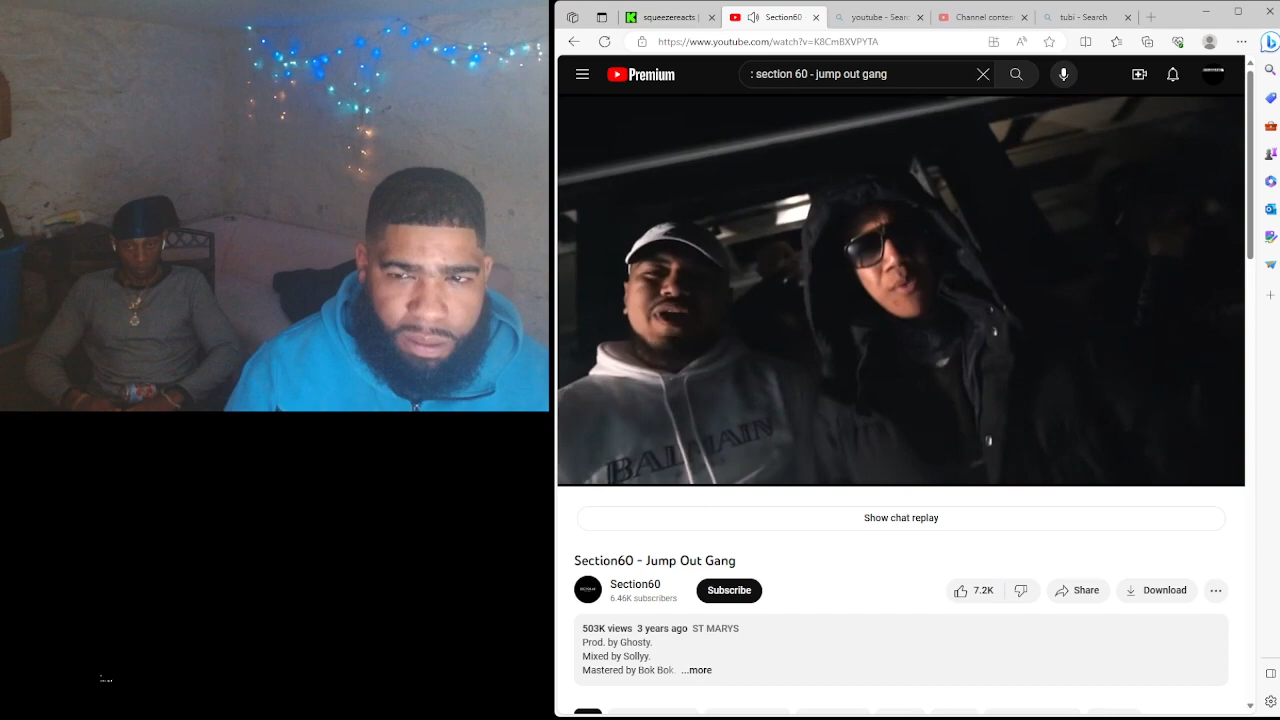 squeezereacts |
Section60 -
youtube - Search
Channel conten
tubi - Search
https://www.youtube.com/watch?v=K8CmBXVPYTA
Premium
: section 60 - jump out gang
BALMAIN
Show chat replay
Section60 - Jump Out Gang
Section60
6.46K subscribers
Subscribe
7.2K
Share
Download
503K views 3 years ago ST MARYS
Prod. by Ghosty.
Mixed by Sollyy.
Mastered by Bok Bok ...more